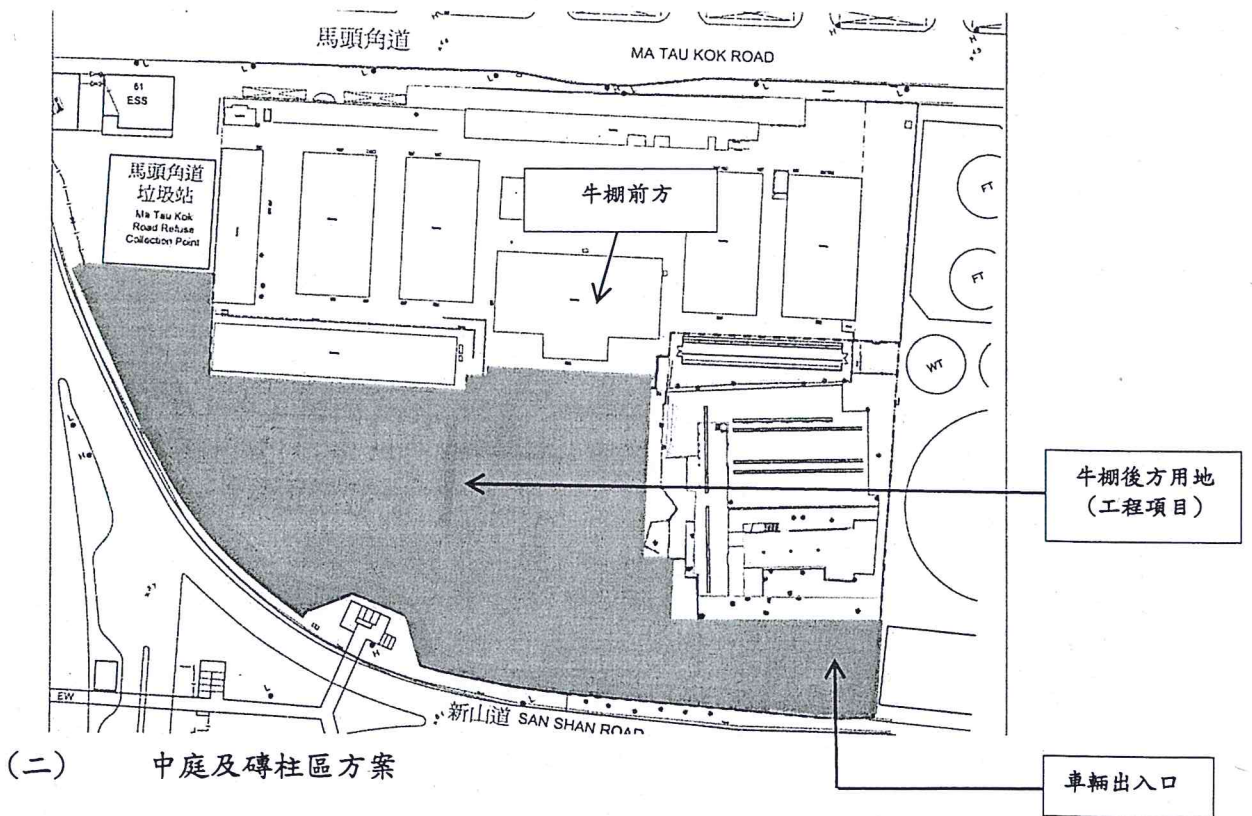 馬頭角道
MA TAU KOK ROAD
61
ESS
馬頭角道
垃圾站
Ma Tau Kok
Road Refuse
Collection Point
牛棚前方
FT
FT
WT
牛棚後方用地
(工程項目)
EW
新山道 SAN SHAN ROAD
(二) 中庭及磚柱區方案
車輛出入口